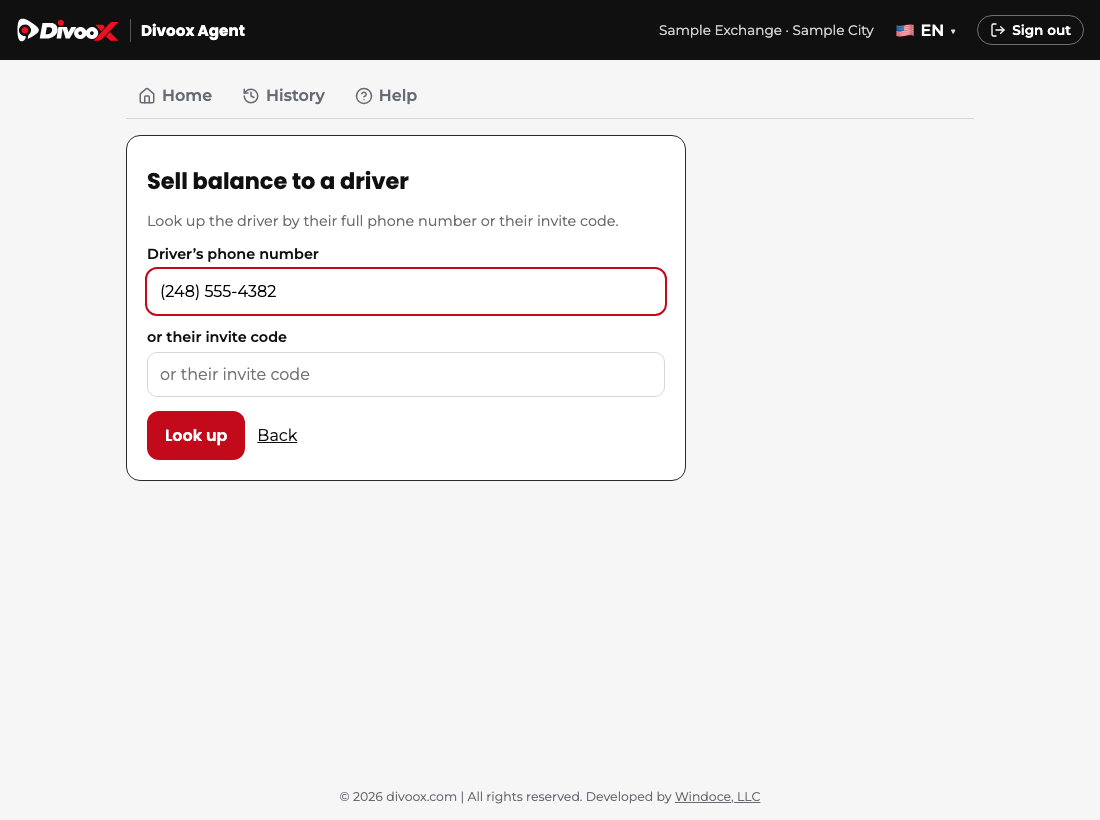 Divoox
Divoox Agent
Sample Exchange · Sample City
EN
Sign out
Home
History
Help
Sell balance to a driver
Look up the driver by their full phone number or their invite code.
Driver’s phone number
(248) 555-4382
or their invite code
or their invite code
Look up
Back
© 2026 divoox.com | All rights reserved. Developed by Windoce, LLC